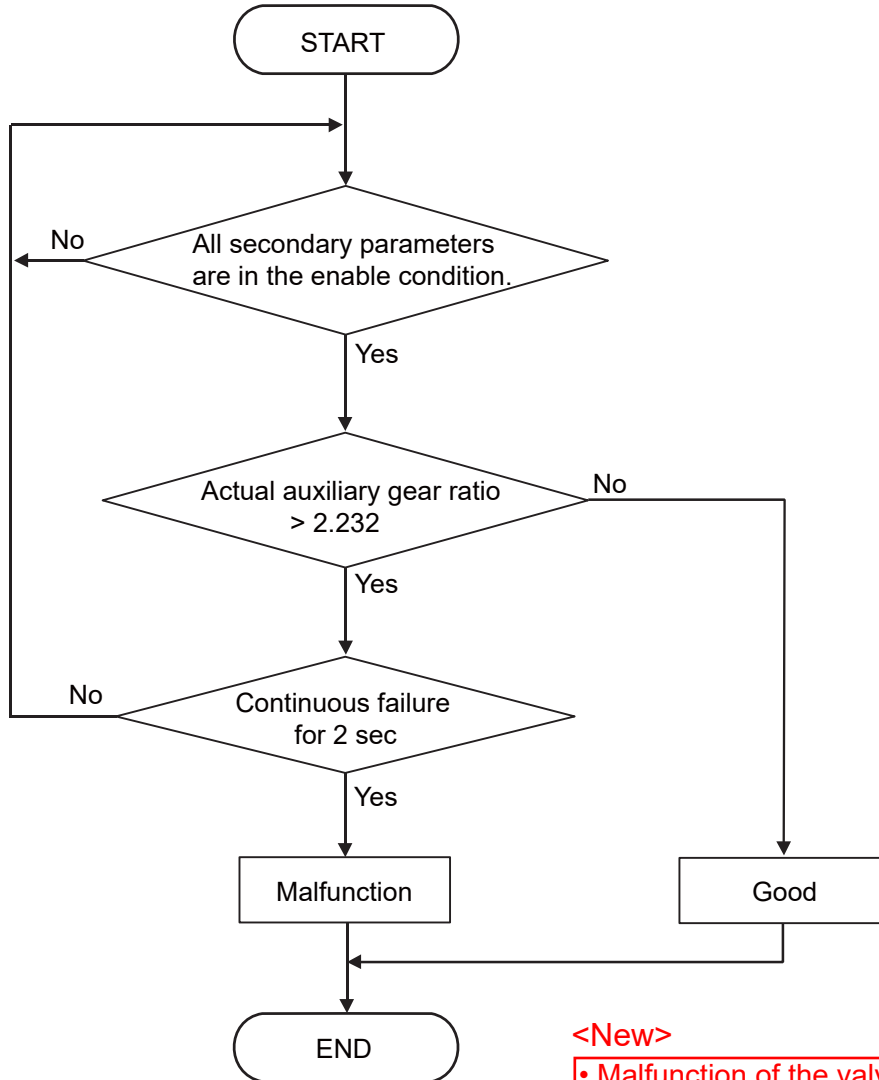 START
No
All secondary parameters
are in the enable condition.
Yes
Actual auxiliary gear ratio
> 2.232
No
Yes
No
Continuous failure
for 2 sec
Yes
Malfunction
Good
END
<New>
• Malfunction of the